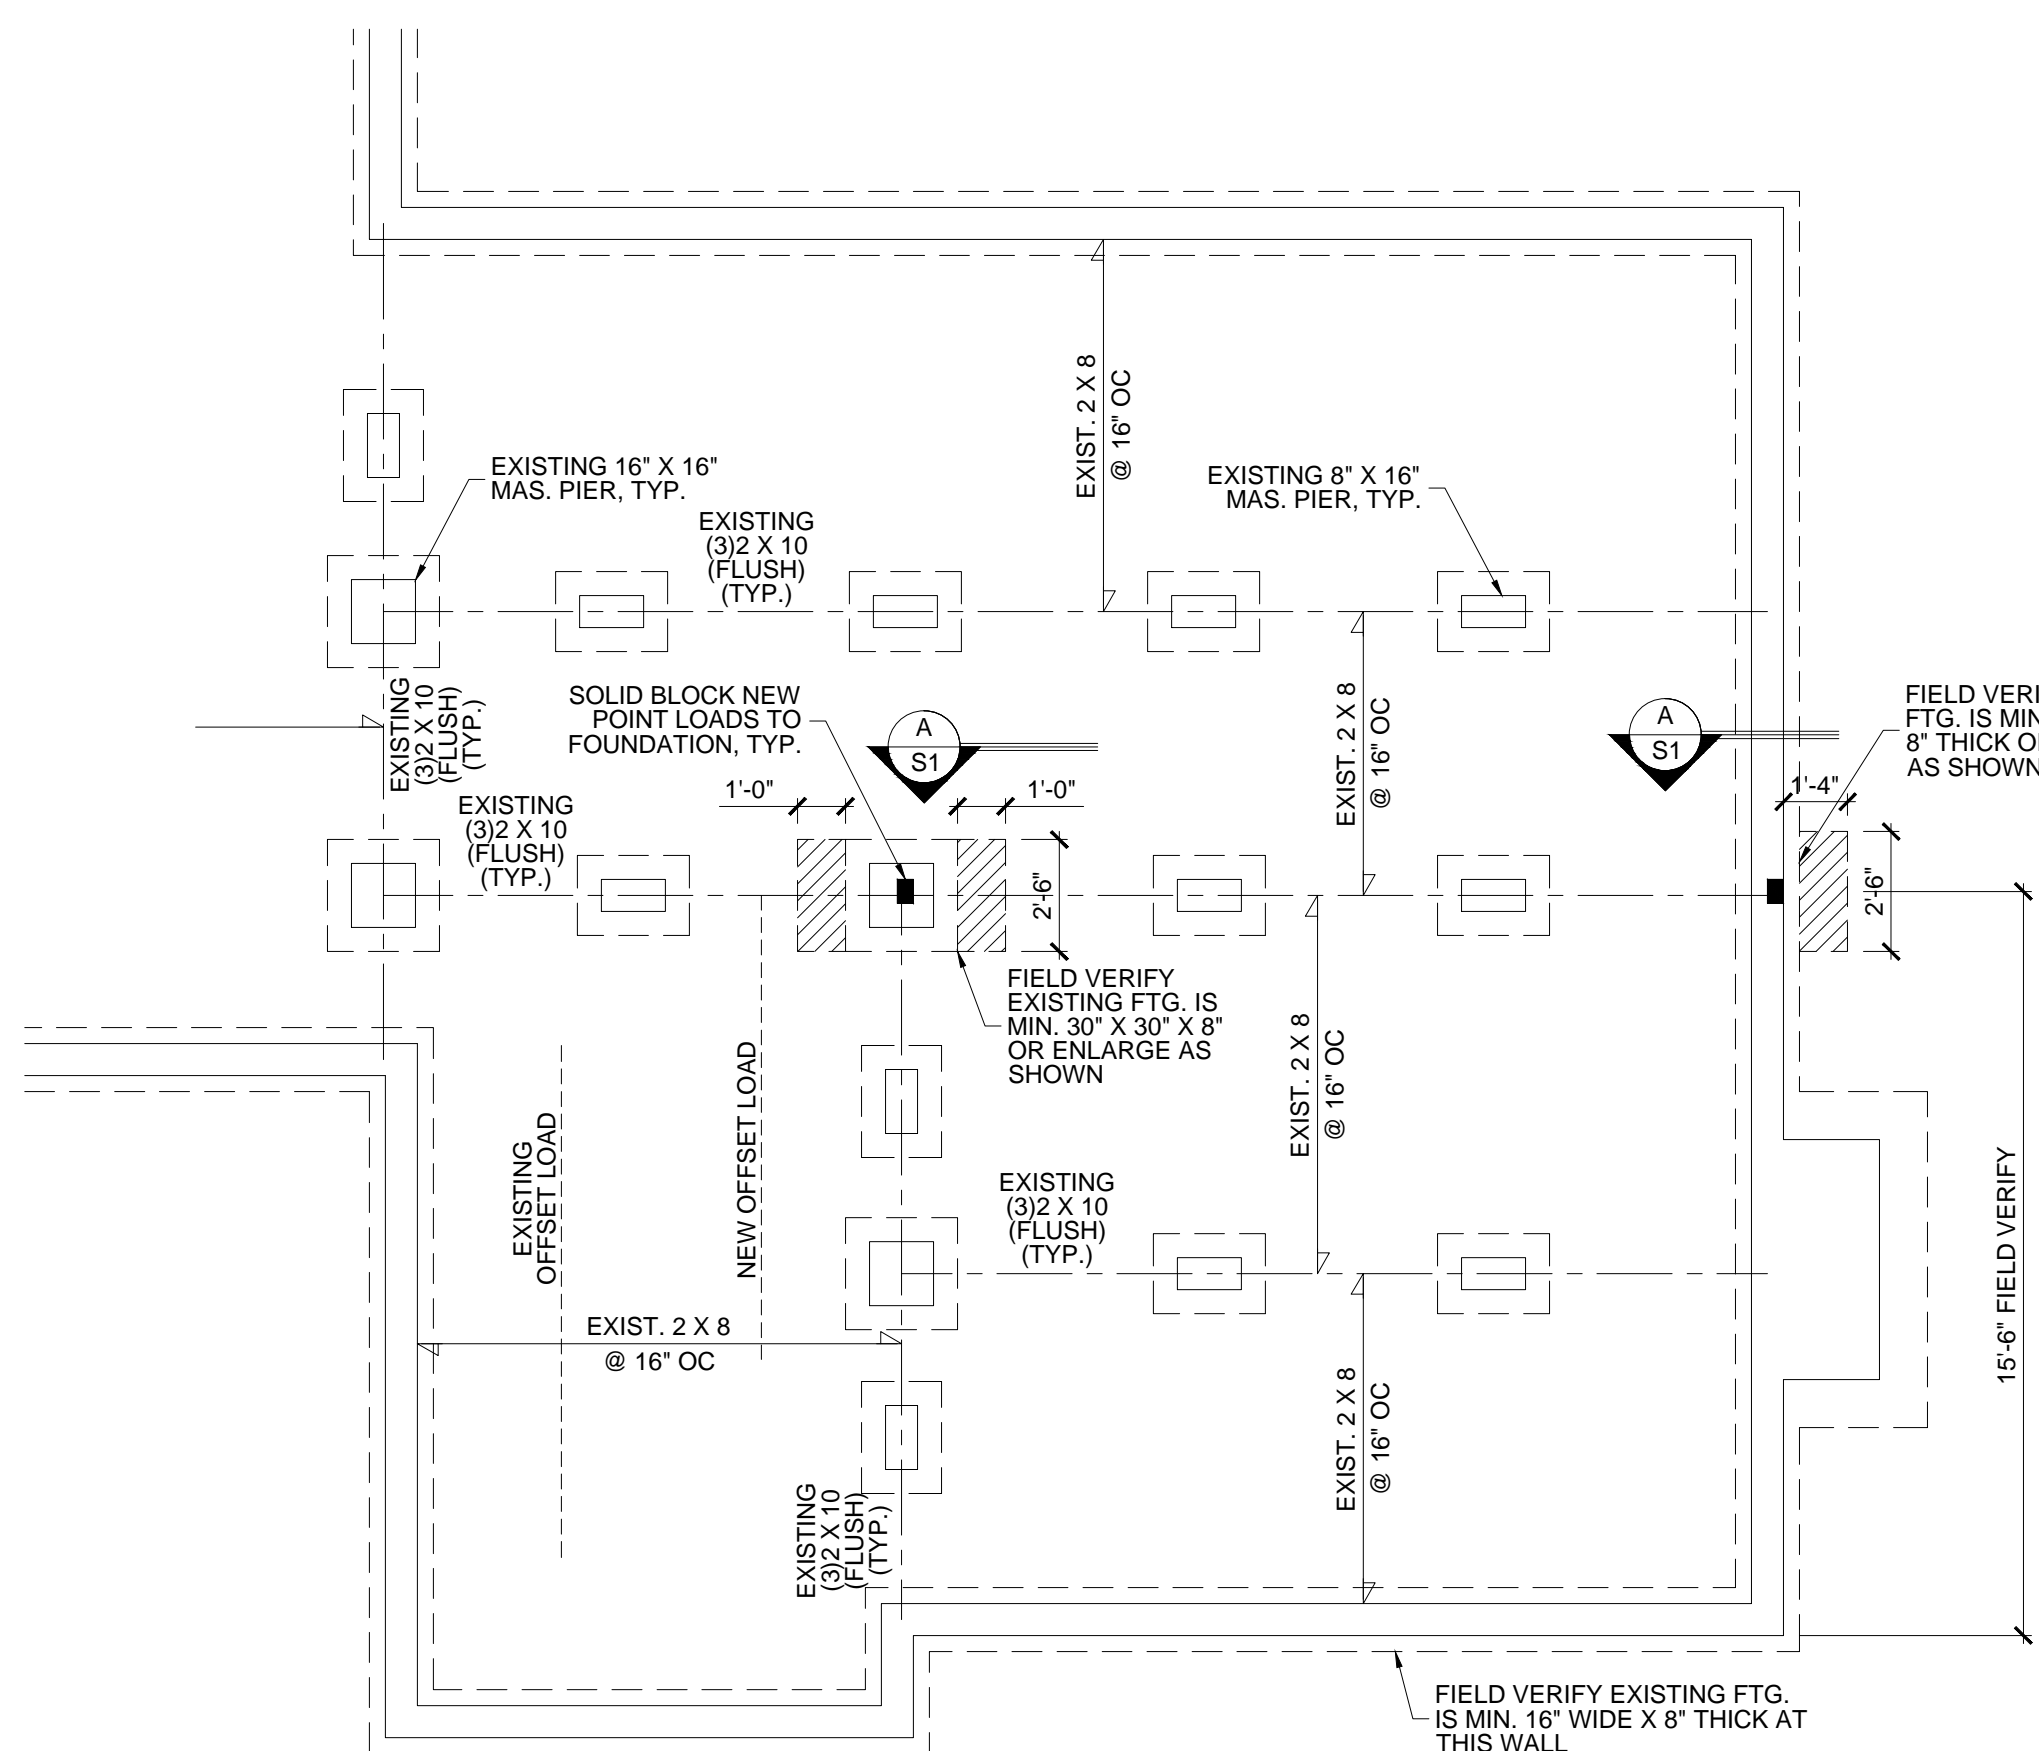 EXIST. 2 X 8
@ 16" OC
EXISTING 16" X 16"
MAS. PIER, TYP.
EXISTING 8" X 16"
MAS. PIER, TYP.
EXISTING
(3)2 X 10
(FLUSH)
(TYP.)
EXISTING
(3)2 X 10
(FLUSH)
(TYP.)
SOLID BLOCK NEW
POINT LOADS TO
FOUNDATION, TYP.
A
S1
EXIST. 2 X 8
@ 16" OC
A
S1
FTG. IS
8" THICK
AS SHOWN
EXISTING
(3)2 X 10
(FLUSH)
(TYP.)
1'-0"
1'-0"
1'-4"
2'-6"
2'-6"
FIELD VERIFY
EXISTING FTG. IS
MIN. 30" X 30" X 8"
OR ENLARGE AS
SHOWN
EXIST. 2 X 8
@ 16" OC
EXISTING
OFFSET LOAD
NEW OFFSET LOAD
EXISTING
(3)2 X 10
(FLUSH)
(TYP.)
15'-6" FIELD VERIFY
EXIST. 2 X 8
@ 16" OC
EXIST. 2 X 8
@ 16" OC
EXISTING
(3)2 X 10
(FLUSH)
(TYP.)
FIELD VERIFY EXISTING FTG.
IS MIN. 16" WIDE X 8" THICK AT
THIS WALL